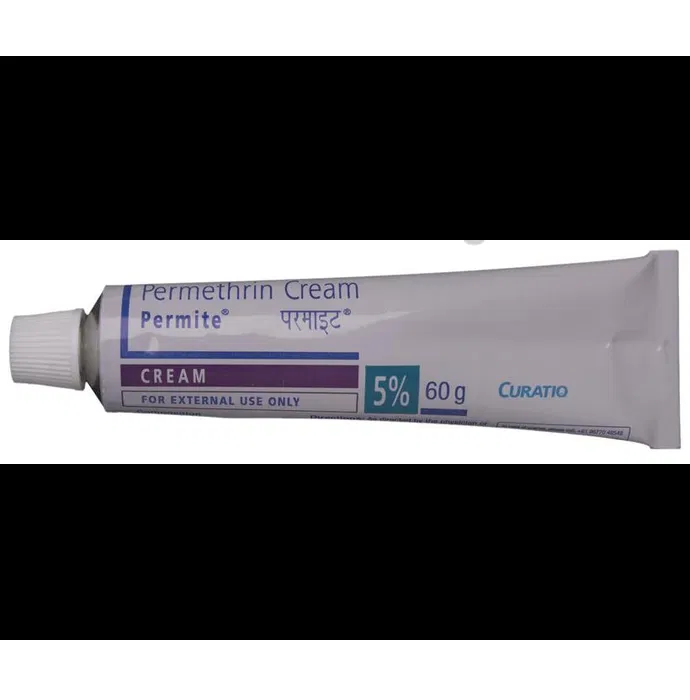 Permethrin Cream
Permite® परमाइट®
CREAM
5% 60 g
FOR EXTERNAL USE ONLY
CURATIO